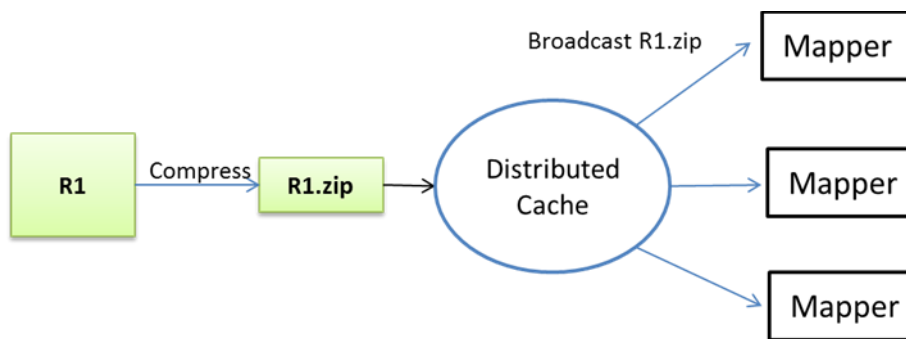 R1
Compress
R1.zip
Distributed
Cache
Broadcast R1.zip
Mapper
Mapper
Mapper